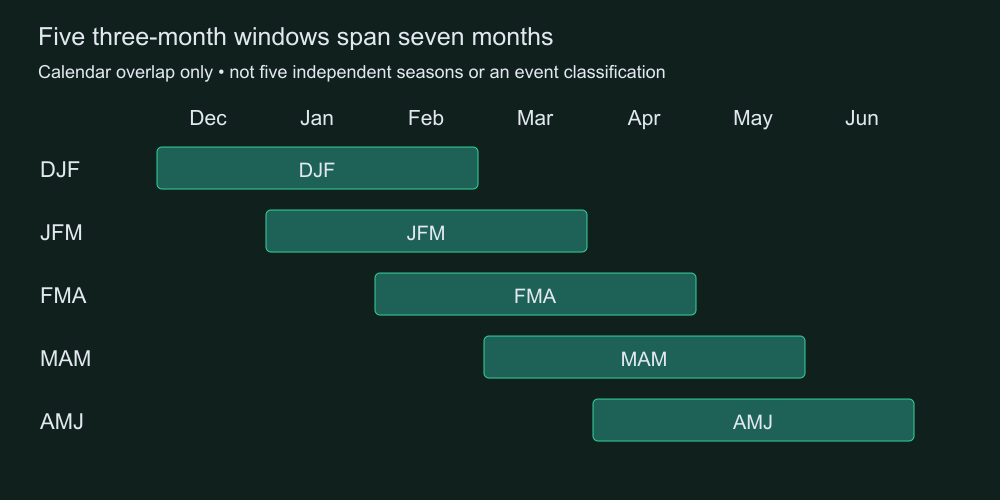 Five three-month windows span seven months
Calendar overlap only • not five independent seasons or an event classification
Dec Jan Feb Mar Apr May Jun
DJF DJF
JFM JFM
FMA FMA
MAM MAM
AMJ AMJ